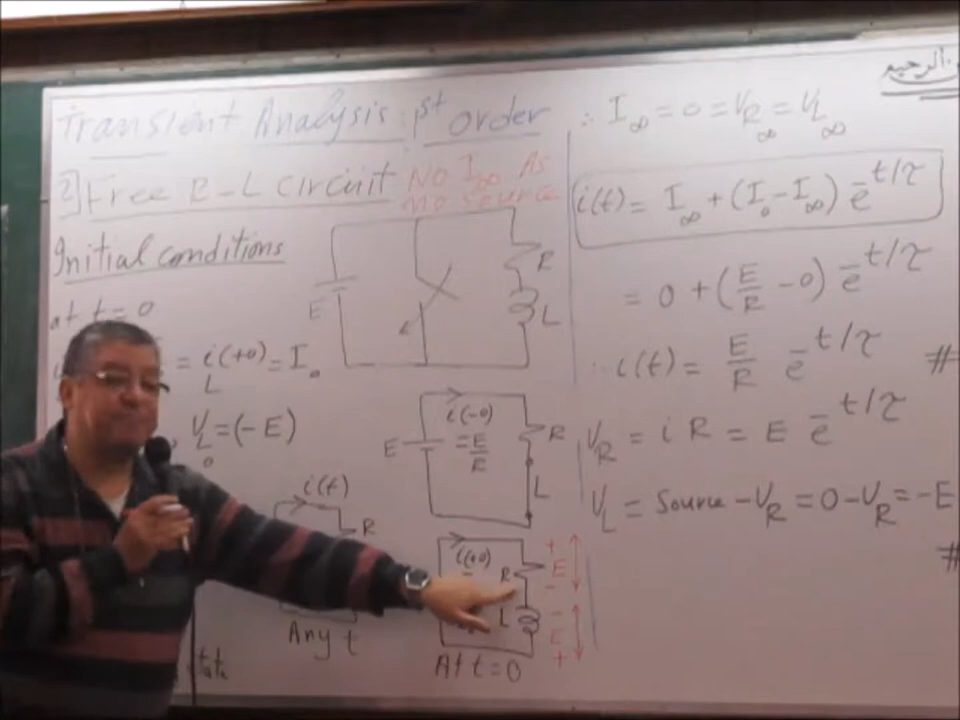 Transient Analysis: 1st order
2] Free R-L Circuit No I∞ As
no source
Initial conditions
at t = 0
= i(+0) = I₀
L
V_L₀ = (-E)
i(t)
R
Any t
E
R
L
i(-0)
= E/R
E
R
L
i(+0)
R
L
+ E -
- E +
At t = 0
الرحيم
∴ I∞ = 0 = V_R∞ = V_L∞
i(t) = I∞ + (I₀ - I∞) e^-t/τ
= 0 + (E/R - 0) e^-t/τ
∴ i(t) = E/R e^-t/τ #
V_R = i R = E e^-t/τ
V_L = Source - V_R = 0 - V_R = -E
#